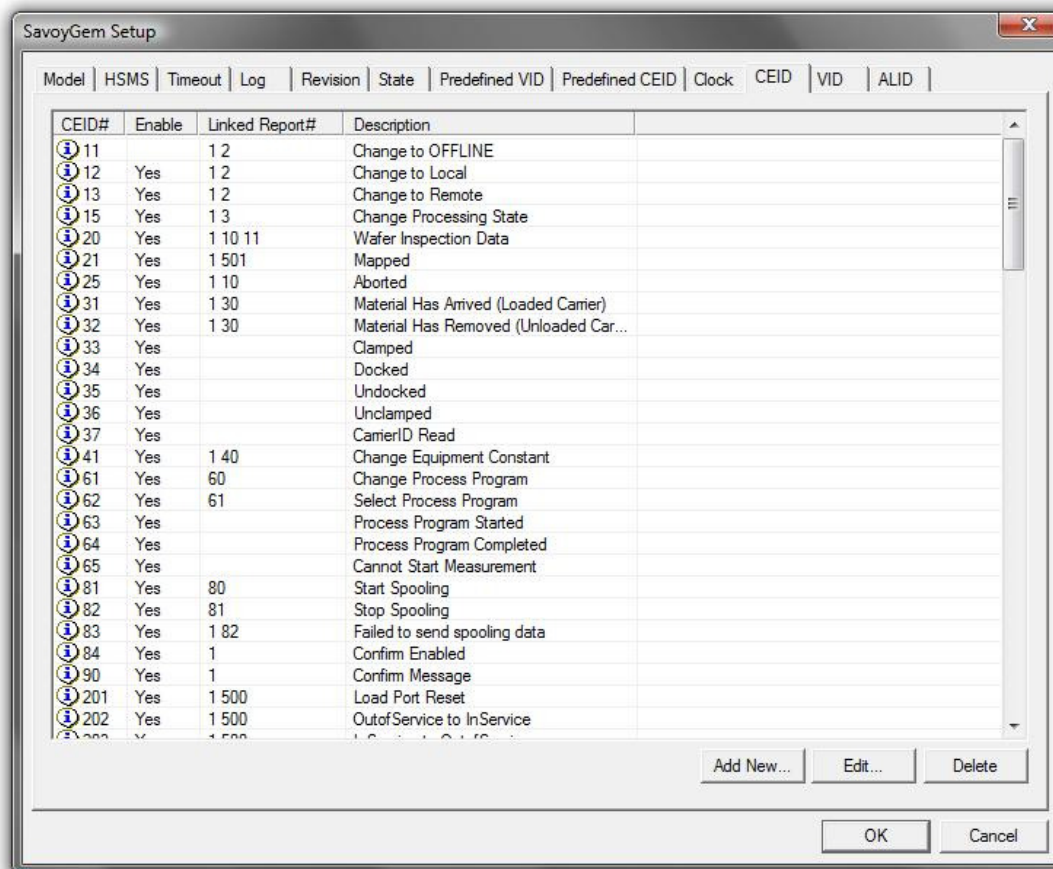 SavoyGem Setup
Model HSMS Timeout Log Revision State Predefined VID Predefined CEID Clock CEID VID ALID
CEID# Enable Linked Report# Description
11 1 2 Change to OFFLINE
12 Yes 1 2 Change to Local
13 Yes 1 2 Change to Remote
15 Yes 1 3 Change Processing State
20 Yes 1 10 11 Wafer Inspection Data
21 Yes 1 501 Mapped
25 Yes 1 10 Aborted
31 Yes 1 30 Material Has Arrived (Loaded Carrier)
32 Yes 1 30 Material Has Removed (Unloaded Car...
33 Yes Clamped
34 Yes Docked
35 Yes Undocked
36 Yes Unclamped
37 Yes CarrierID Read
41 Yes 1 40 Change Equipment Constant
61 Yes 60 Change Process Program
62 Yes 61 Select Process Program
63 Yes Process Program Started
64 Yes Process Program Completed
65 Yes Cannot Start Measurement
81 Yes 80 Start Spooling
82 Yes 81 Stop Spooling
83 Yes 1 82 Failed to send spooling data
84 Yes 1 Confirm Enabled
90 Yes 1 Confirm Message
201 Yes 1 500 Load Port Reset
202 Yes 1 500 OutofService to InService
Add New... Edit... Delete
OK Cancel